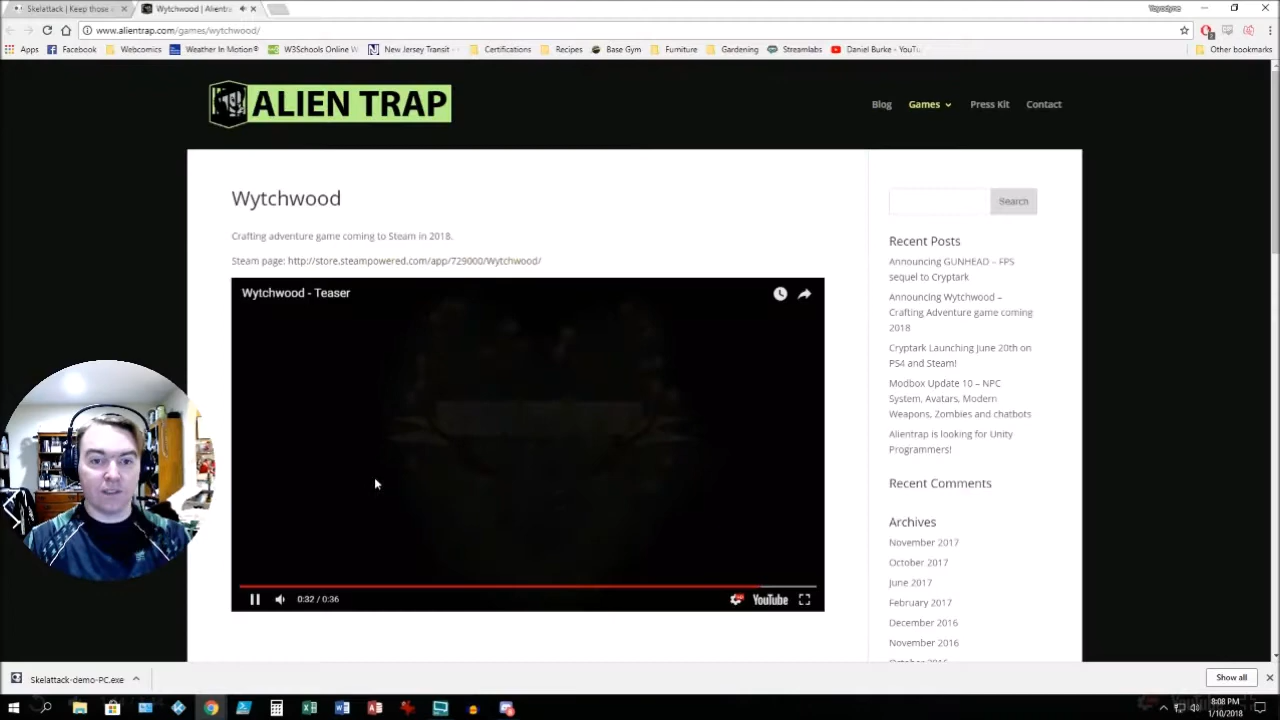 Skelattack | Keep those
Wytchwood | Alientra
Yoyodyne
www.alientrap.com/games/wytchwood/
Apps
Facebook
Webcomics
Weather In Motion®
W3Schools Online W
New Jersey Transit -
Certifications
Recipes
Base Gym
Furniture
Gardening
Streamlabs
Daniel Burke - YouTu
Other bookmarks
ALIEN TRAP
Blog
Games
Press Kit
Contact
Wytchwood
Crafting adventure game coming to Steam in 2018.
Steam page: http://store.steampowered.com/app/729000/Wytchwood/
Wytchwood - Teaser
0:32 / 0:36
YouTube
Search
Recent Posts
Announcing GUNHEAD – FPS
sequel to Cryptark
Announcing Wytchwood –
Crafting Adventure game coming
2018
Cryptark Launching June 20th on
PS4 and Steam!
Modbox Update 10 – NPC
System, Avatars, Modern
Weapons, Zombies and chatbots
Alientrap is looking for Unity
Programmers!
Recent Comments
Archives
November 2017
October 2017
June 2017
February 2017
December 2016
November 2016
Skelattack-demo-PC.exe
Show all
8:08 PM
1/10/2018